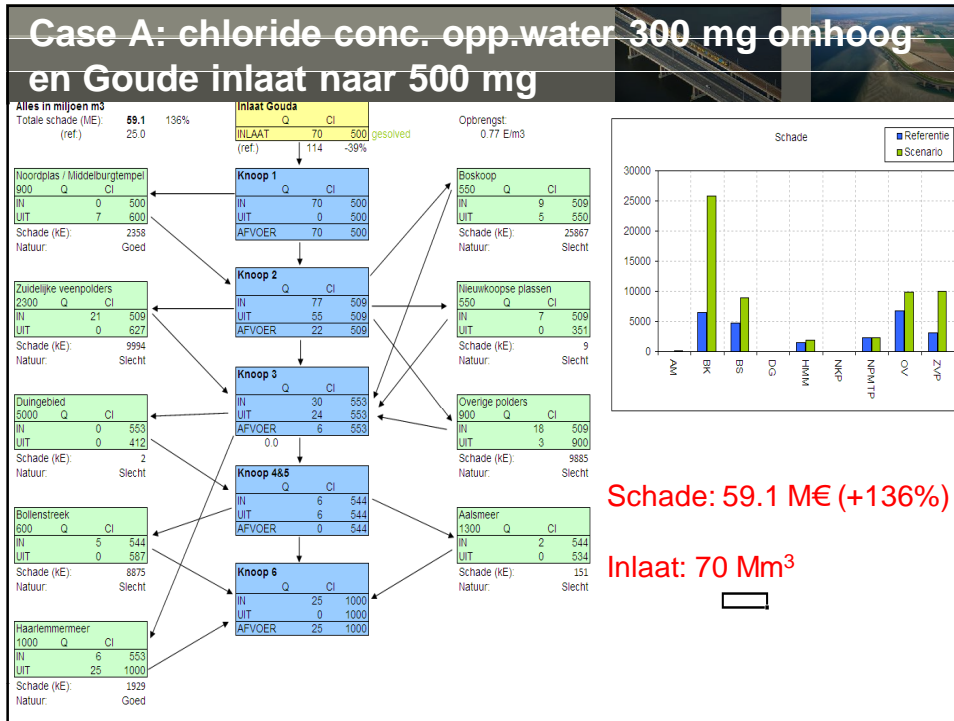 Case A: chloride conc. opp.water 300 mg omhoog
en Goude inlaat naar 500 mg
Alles in miljoen m3
Totale schade (ME): 59.1 136%
(ref.) 25.0
Inlaat Gouda
Q Cl
INLAAT 70 500 gesolved
(ref.) 114 -39%
Opbrengst:
0.77 E/m3
Noordplas / Middelburgtempel
900 Q Cl
IN 0 500
UIT 7 600
Schade (kE): 2358
Natuur: Goed
Knoop 1
Q Cl
IN 70 500
UIT 0 500
AFVOER 70 500
Boskoop
550 Q Cl
IN 9 509
UIT 5 550
Schade (kE): 25867
Natuur: Slecht
Zuidelijke veenpolders
2300 Q Cl
IN 21 509
UIT 0 627
Schade (kE): 9994
Natuur: Slecht
Knoop 2
Q Cl
IN 77 509
UIT 55 509
AFVOER 22 509
Nieuwkoopse plassen
550 Q Cl
IN 7 509
UIT 0 351
Schade (kE): 9
Natuur: Slecht
Duingebied
5000 Q Cl
IN 0 553
UIT 0 412
Schade (kE): 2
Natuur: Slecht
Knoop 3
Q Cl
IN 30 553
UIT 24 553
AFVOER 6 553
0.0
Overige polders
900 Q Cl
IN 18 509
UIT 3 900
Schade (kE): 9885
Natuur: Slecht
Bollenstreek
600 Q Cl
IN 5 544
UIT 0 587
Schade (kE): 8875
Natuur: Slecht
Knoop 4&5
Q Cl
IN 6 544
UIT 6 544
AFVOER 0 544
Aalsmeer
1300 Q Cl
IN 2 544
UIT 0 534
Schade (kE): 151
Natuur: Slecht
Haarlemmermeer
1000 Q Cl
IN 6 553
UIT 25 1000
Schade (kE): 1929
Natuur: Goed
Knoop 6
Q Cl
IN 25 1000
UIT 0 1000
AFVOER 25 1000
Schade
Referentie
Scenario
30000
25000
20000
15000
10000
5000
0
AM BK BS DG HMM NKP NPMTP OV ZVP
Schade: 59.1 M€ (+136%)
Inlaat: 70 Mm³